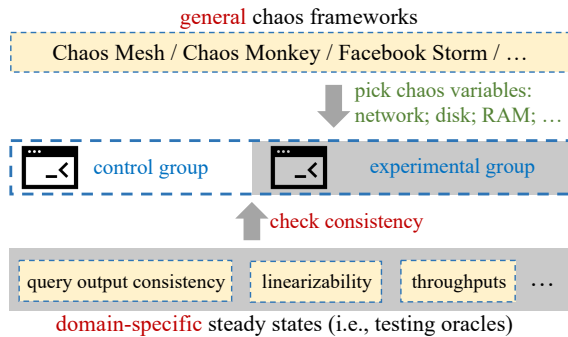 general chaos frameworks
Chaos Mesh / Chaos Monkey / Facebook Storm / …
pick chaos variables:
network; disk; RAM; …
control group
experimental group
check consistency
query output consistency
linearizability
throughputs
…
domain-specific steady states (i.e., testing oracles)